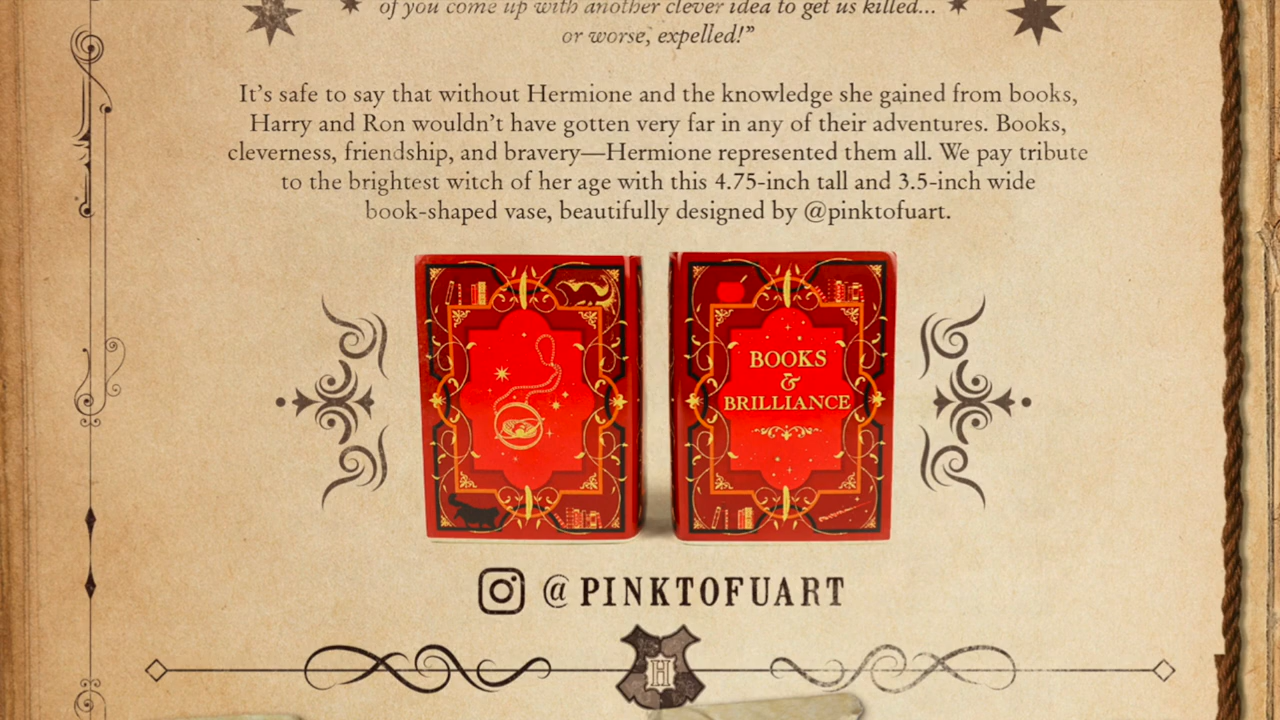 of you come up with another clever idea to get us killed...
or worse, expelled!”
It’s safe to say that without Hermione and the knowledge she gained from books,
Harry and Ron wouldn’t have gotten very far in any of their adventures. Books,
cleverness, friendship, and bravery—Hermione represented them all. We pay tribute
to the brightest witch of her age with this 4.75-inch tall and 3.5-inch wide
book-shaped vase, beautifully designed by @pinktofuart.
BOOKS
&
BRILLIANCE
@PINKTOFUART
H